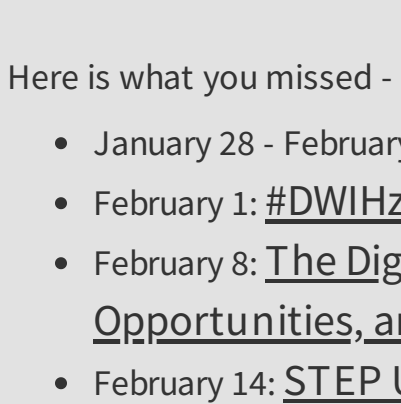 Here is what you missed -
January 28 - February
February 1: #DWIHz
February 8: The Dig
Opportunities, a
February 14: STEP